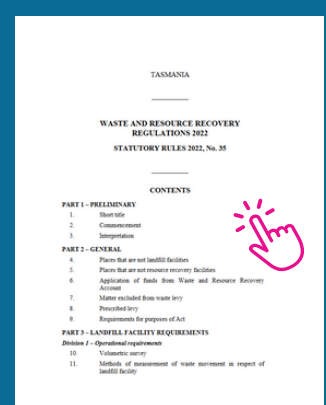 TASMANIA
WASTE AND RESOURCE RECOVERY
REGULATIONS 2022
STATUTORY RULES 2022, No. 35
CONTENTS
PART 1 – PRELIMINARY
1. Short title
2. Commencement
3. Interpretation
PART 2 – GENERAL
4. Places that are not landfill facilities
5. Places that are not resource recovery facilities
6. Application of funds from Waste and Resource Recovery
Account
7. Matter excluded from waste levy
8. Prescribed levy
9. Requirements for purposes of Act
PART 3 – LANDFILL FACILITY REQUIREMENTS
Division 1 – Operational requirements
10. Volumetric survey
11. Methods of measurement of waste movement in respect of
landfill facility